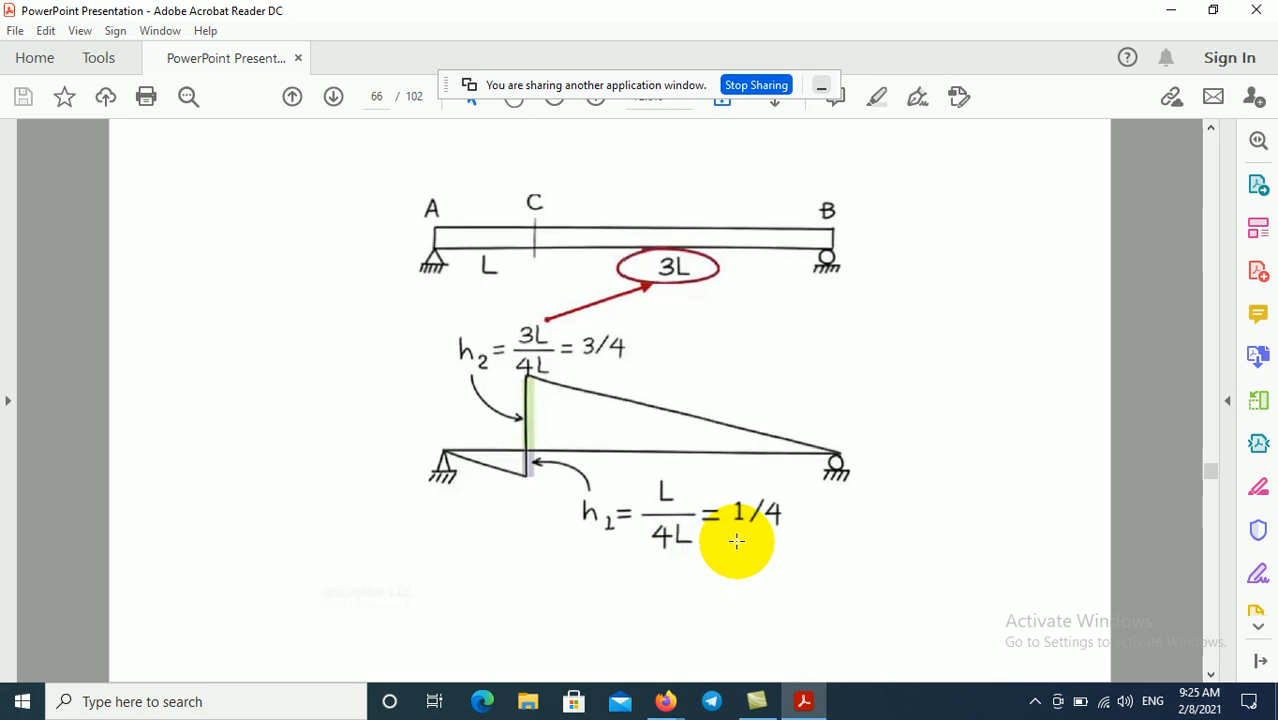 PowerPoint Presentation - Adobe Acrobat Reader DC
File Edit View Sign Window Help
Home Tools PowerPoint Present... × Sign In
You are sharing another application window. Stop Sharing
66 / 102
A C B
L 3L
h2 = 3L/4L = 3/4
h1 = L/4L = 1/4
Activate Windows
Go to Settings to activate Windows.
Type here to search
ENG
9:25 AM
2/8/2021